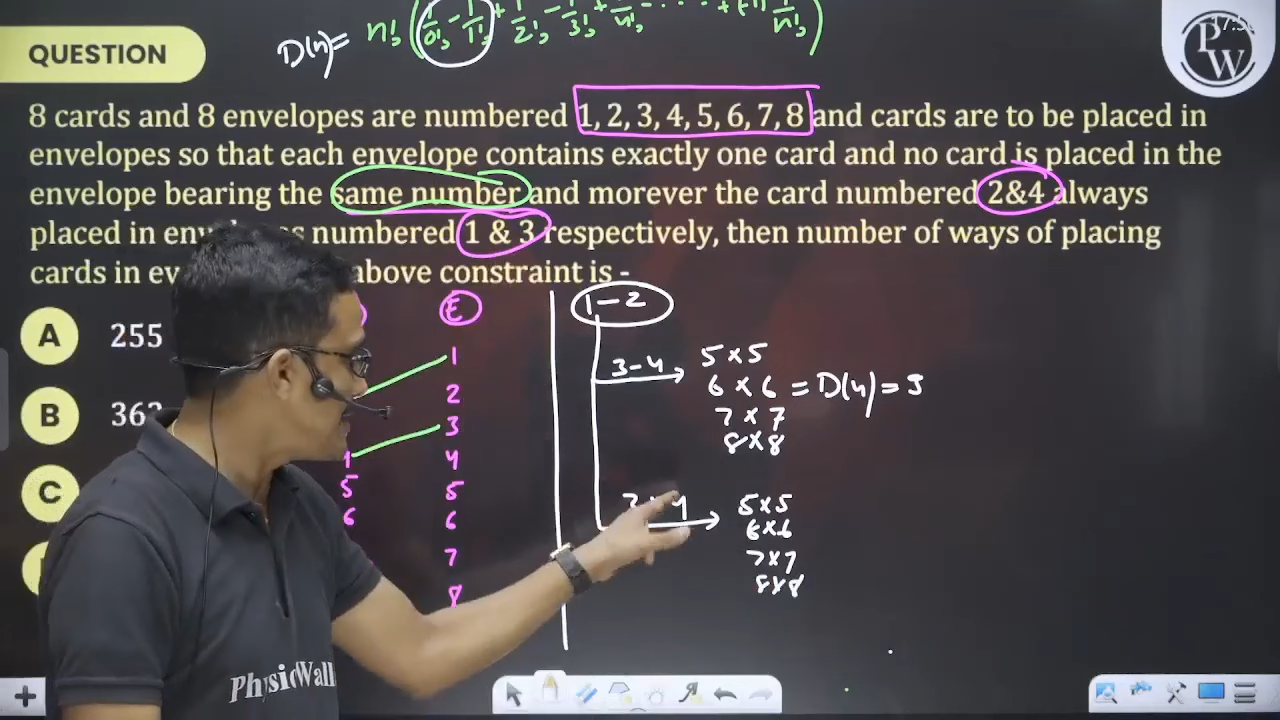 D(n)= n! (1/0! - 1/1! + 1/2! - 1/3! + 1/4! - ..... + 1/n!)
QUESTION
P
W
8 cards and 8 envelopes are numbered 1, 2, 3, 4, 5, 6, 7, 8 and cards are to be placed in
envelopes so that each envelope contains exactly one card and no card is placed in the
envelope bearing the same number and morever the card numbered 2&4 always
placed in numbered 1 & 3 respectively, then number of ways of placing
cards in above constraint is -
A 255
B
C
E
1
2
3
4
5
6
7
8
4
5
6
1-2
3-4 5×5
6×6 = D(4) = 9
7×7
8×8
5×5
6×6
7×7
8×8